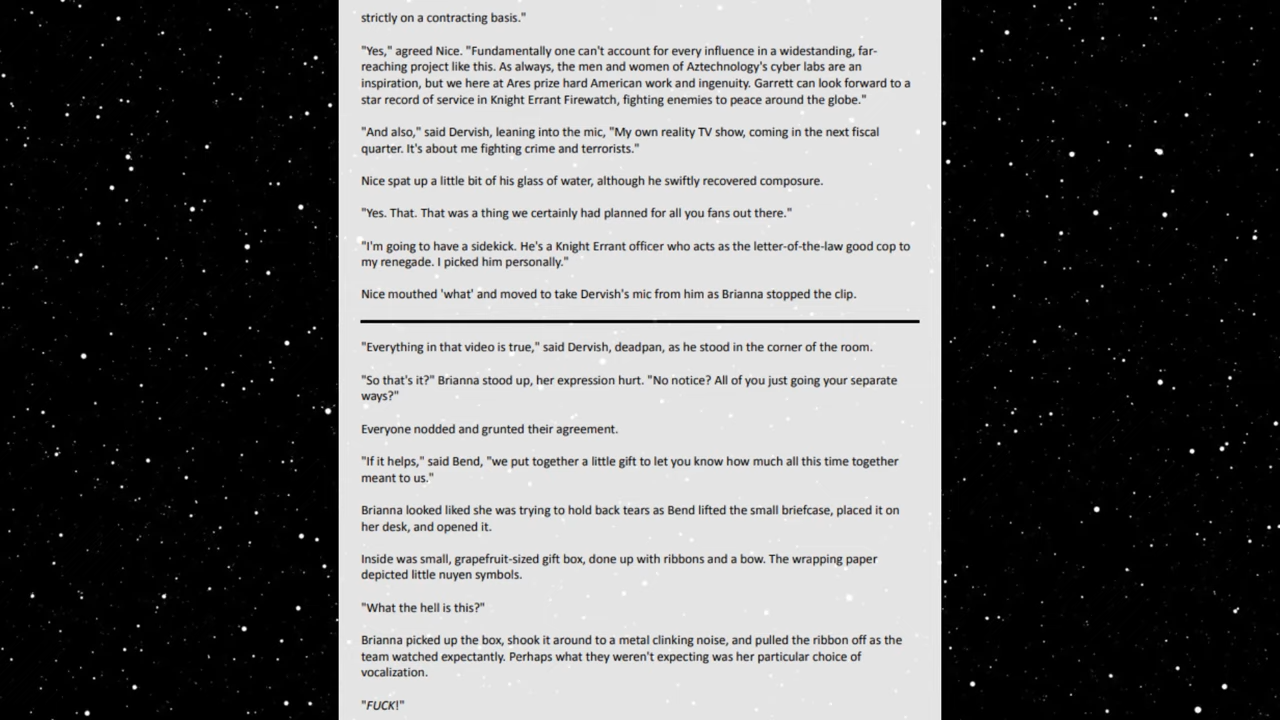 strictly on a contracting basis."
"Yes," agreed Nice. "Fundamentally one can't account for every influence in a widestanding, far-
reaching project like this. As always, the men and women of Aztechnology's cyber labs are an
inspiration, but we here at Ares prize hard American work and ingenuity. Garrett can look forward to a
star record of service in Knight Errant Firewatch, fighting enemies to peace around the globe."
"And also," said Dervish, leaning into the mic, "My own reality TV show, coming in the next fiscal
quarter. It's about me fighting crime and terrorists."
Nice spat up a little bit of his glass of water, although he swiftly recovered composure.
"Yes. That. That was a thing we certainly had planned for all you fans out there."
"I'm going to have a sidekick. He's a Knight Errant officer who acts as the letter-of-the-law good cop to
my renegade. I picked him personally."
Nice mouthed 'what' and moved to take Dervish's mic from him as Brianna stopped the clip.
"Everything in that video is true," said Dervish, deadpan, as he stood in the corner of the room.
"So that's it?" Brianna stood up, her expression hurt. "No notice? All of you just going your separate
ways?"
Everyone nodded and grunted their agreement.
"If it helps," said Bend, "we put together a little gift to let you know how much all this time together
meant to us."
Brianna looked liked she was trying to hold back tears as Bend lifted the small briefcase, placed it on
her desk, and opened it.
Inside was small, grapefruit-sized gift box, done up with ribbons and a bow. The wrapping paper
depicted little nuyen symbols.
"What the hell is this?"
Brianna picked up the box, shook it around to a metal clinking noise, and pulled the ribbon off as the
team watched expectantly. Perhaps what they weren't expecting was her particular choice of
vocalization.
"FUCK!"